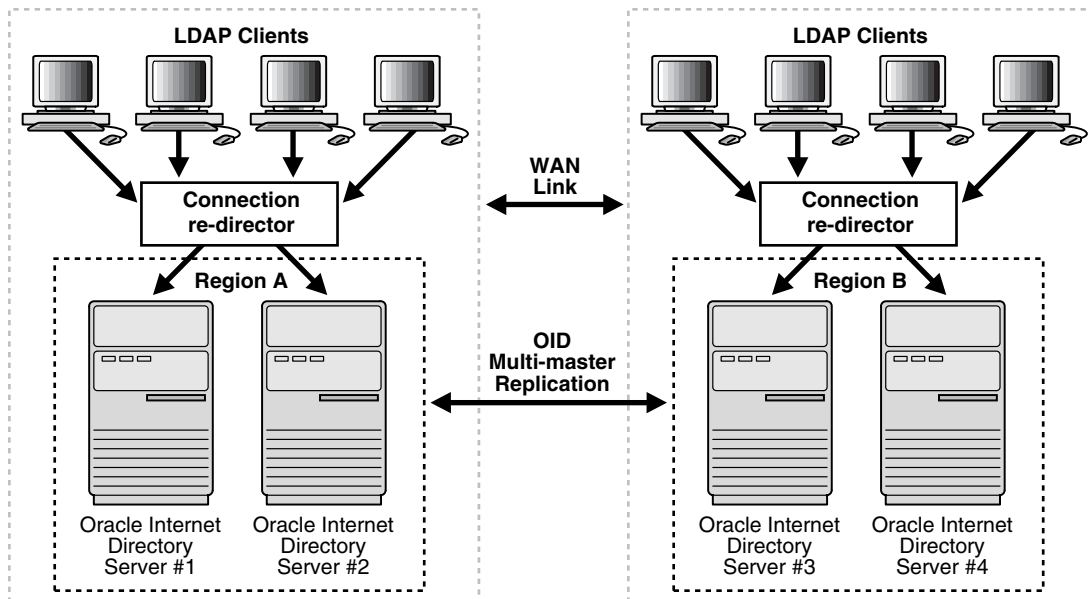 LDAP Clients
Connection
re-director
Region A
Oracle Internet
Directory
Server #1
Oracle Internet
Directory
Server #2
WAN
Link
OID
Multi-master
Replication
LDAP Clients
Connection
re-director
Region B
Oracle Internet
Directory
Server #3
Oracle Internet
Directory
Server #4